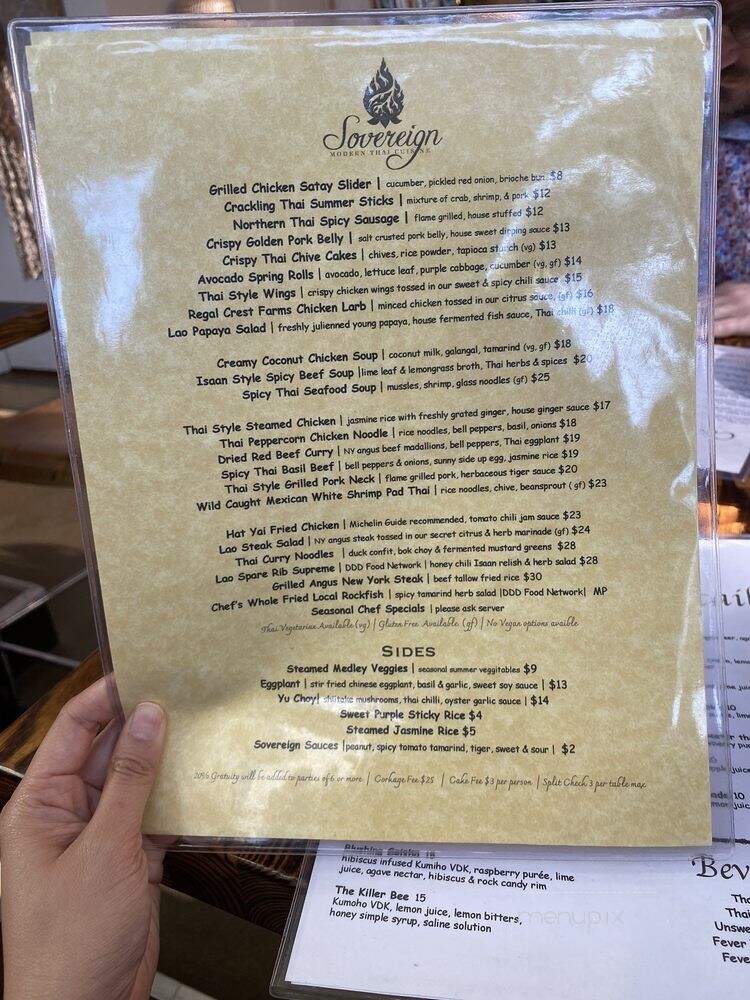 Sovereign
MODERN THAI CUISINE
Grilled Chicken Satay Slider | cucumber, pickled red onion, brioche bun $8
Crackling Thai Summer Sticks | mixture of crab, shrimp, & pork $12
Northern Thai Spicy Sausage | flame grilled, house stuffed $12
Crispy Golden Pork Belly | salt crusted pork belly, house sweet dipping sauce $13
Crispy Thai Chive Cakes | chives, rice powder, tapioca starch (vg) $13
Avocado Spring Rolls | avocado, lettuce leaf, purple cabbage, cucumber (vg, gf) $14
Thai Style Wings | crispy chicken wings tossed in our sweet & spicy chili sauce $15
Regal Crest Farms Chicken Larb | minced chicken tossed in our citrus sauce, (gf) $16
Lao Papaya Salad | freshly julienned young papaya, house fermented fish sauce, Thai chilli (gf) $18
Creamy Coconut Chicken Soup | coconut milk, galangal, tamarind (vg, gf) $18
Isaan Style Spicy Beef Soup |lime leaf & lemongrass broth, Thai herbs & spices $20
Spicy Thai Seafood Soup | mussles, shrimp, glass noodles (gf) $25
Thai Style Steamed Chicken | jasmine rice with freshly grated ginger, house ginger sauce $17
Thai Peppercorn Chicken Noodle | rice noodles, bell peppers, basil, onions $18
Dried Red Beef Curry | NY angus beef madallions, bell peppers, Thai eggplant $19
Spicy Thai Basil Beef | bell peppers & onions, sunny side up egg, jasmine rice $19
Thai Style Grilled Pork Neck | flame grilled pork, herbaceous tiger sauce $20
Wild Caught Mexican White Shrimp Pad Thai | rice noodles, chive, beansprout ( gf) $23
Hat Yai Fried Chicken | Michelin Guide recommended, tomato chili jam sauce $23
Lao Steak Salad | NY angus steak tossed in our secret citrus & herb marinade (gf) $24
Thai Curry Noodles | duck confit, bok choy & fermented mustard greens $28
Lao Spare Rib Supreme | DDD Food Network | honey chili Isaan relish & herb salad $28
Grilled Angus New York Steak | beef tallow fried rice $30
Chef's Whole Fried Local Rockfish | spicy tamarind herb salad |DDD Food Network| MP
Seasonal Chef Specials | please ask server
Thai Vegetarian Available (vg) | Gluten Free Available (gf) | No Vegan options avaible
SIDES
Steamed Medley Veggies | seasonal summer veggitables $9
Eggplant | stir fried chinese eggplant, basil & garlic, sweet soy sauce | $13
Yu Choy| shiitake mushrooms, thai chilli, oyster garlic sauce | $14
Sweet Purple Sticky Rice $4
Steamed Jasmine Rice $5
Sovereign Sauces |peanut, spicy tomato tamarind, tiger, sweet & sour | $2
20% Gratuity will be added to parties of 6 or more | Corkage Fee $25 | Cake Fee $3 per person | Split Check 3 per table max
hibiscus infused Kumiho VDK, raspberry purée, lime
juice, agave nectar, hibiscus & rock candy rim
The Killer Bee 15
Kumoho VDK, lemon juice, lemon bitters,
honey simple syrup, saline solution
Bev
Tha
Thai
Unswe
Fever
Feve
menupix